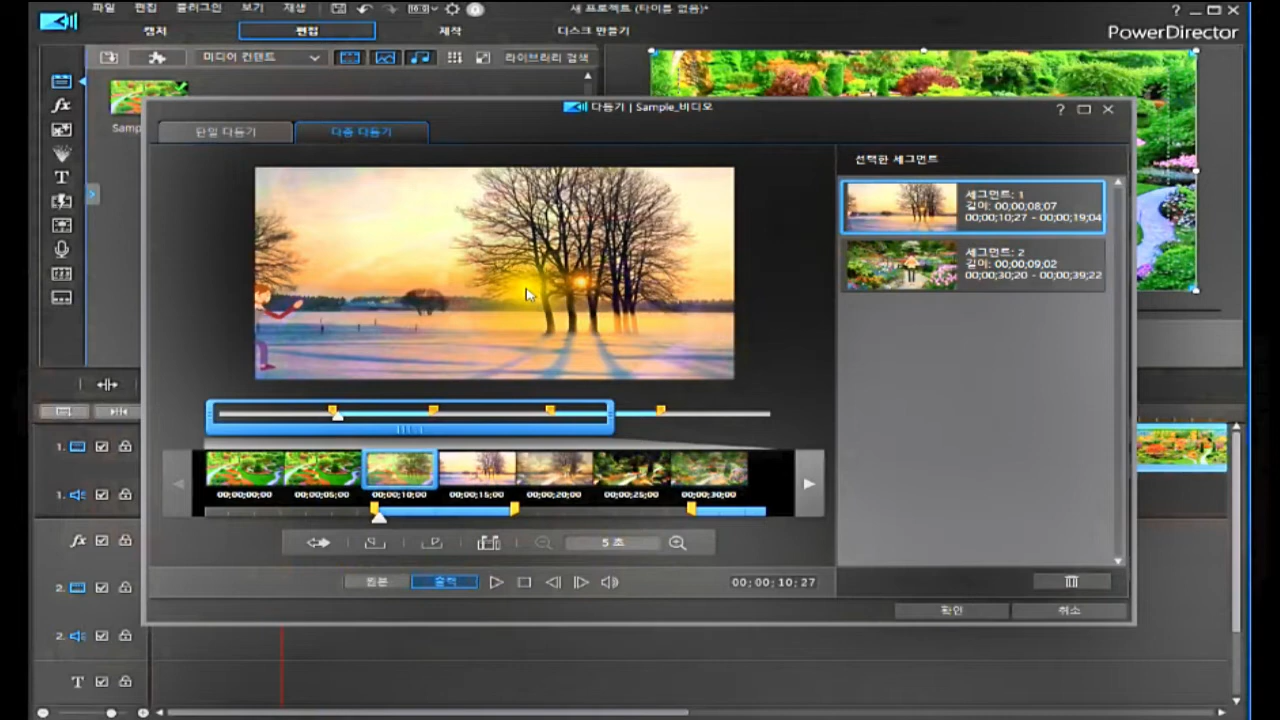 파일 편집 플러그인 보기 재생
새 프로젝트 (타이틀 없음)*
캡처 편집 제작 디스크 만들기
PowerDirector
미디어 컨텐트
라이브러리 검색
Samp
다듬기 | Sample_비디오
단일 다듬기 다중 다듬기
선택한 세그먼트
세그먼트: 1
길이: 00;00;08;07
00;00;10;27 - 00;00;19;04
세그먼트: 2
길이: 00;00;09;02
00;00;30;20 - 00;00;39;22
00;00;00;00 00;00;05;00 00;00;10;00 00;00;15;00 00;00;20;00 00;00;25;00 00;00;30;00
5 초
원본 출력
00; 00; 10; 27
확인 취소
1.
1.
fx
2.
2.
T